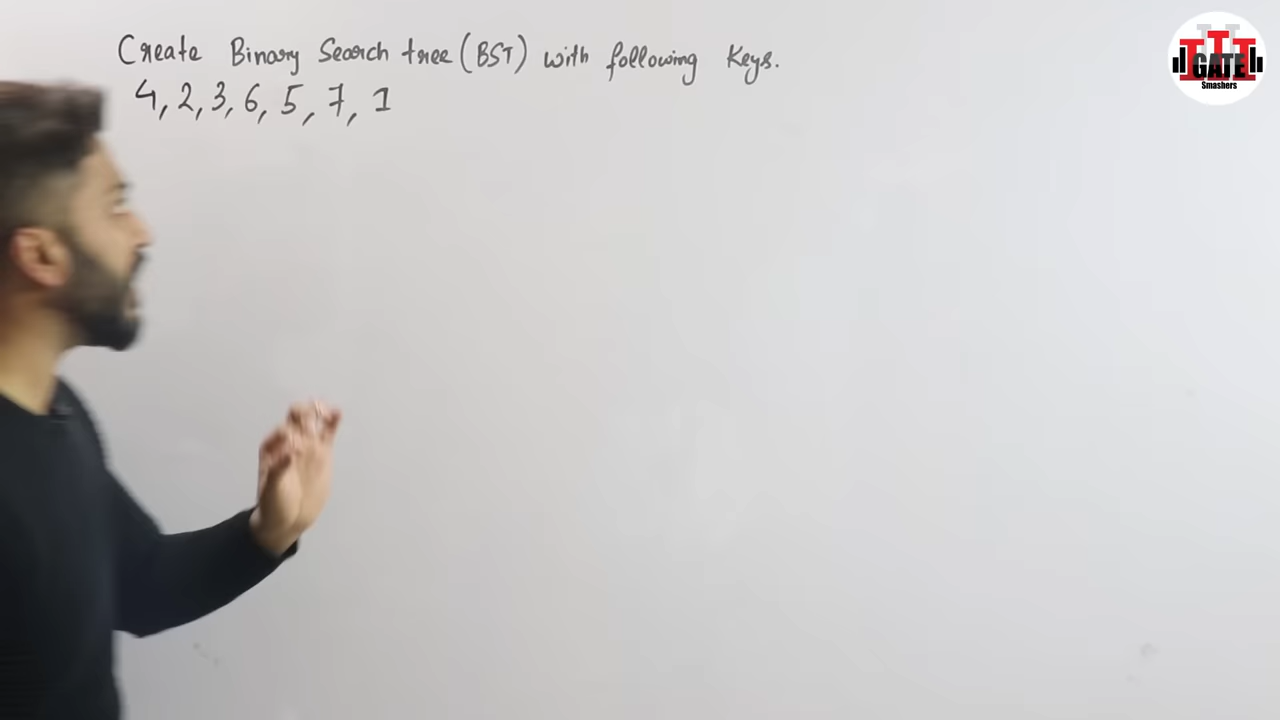 Create Binary Search tree (BST) with following Keys.
4, 2, 3, 6, 5, 7, 1
GATE
Smashers